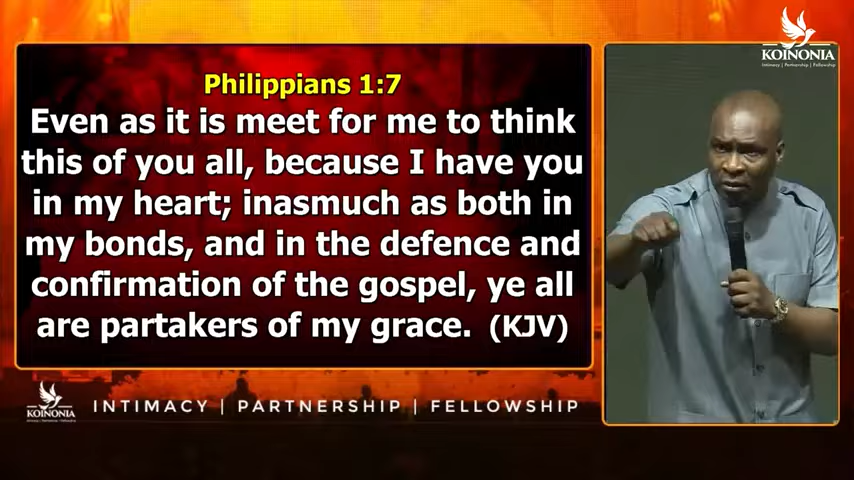 Philippians 1:7
Even as it is meet for me to think
this of you all, because I have you
in my heart; inasmuch as both in
my bonds, and in the defence and
confirmation of the gospel, ye all
are partakers of my grace. (KJV)
KOINONIA
Intimacy | Partnership | Fellowship
KOINONIA
INTIMACY | PARTNERSHIP | FELLOWSHIP